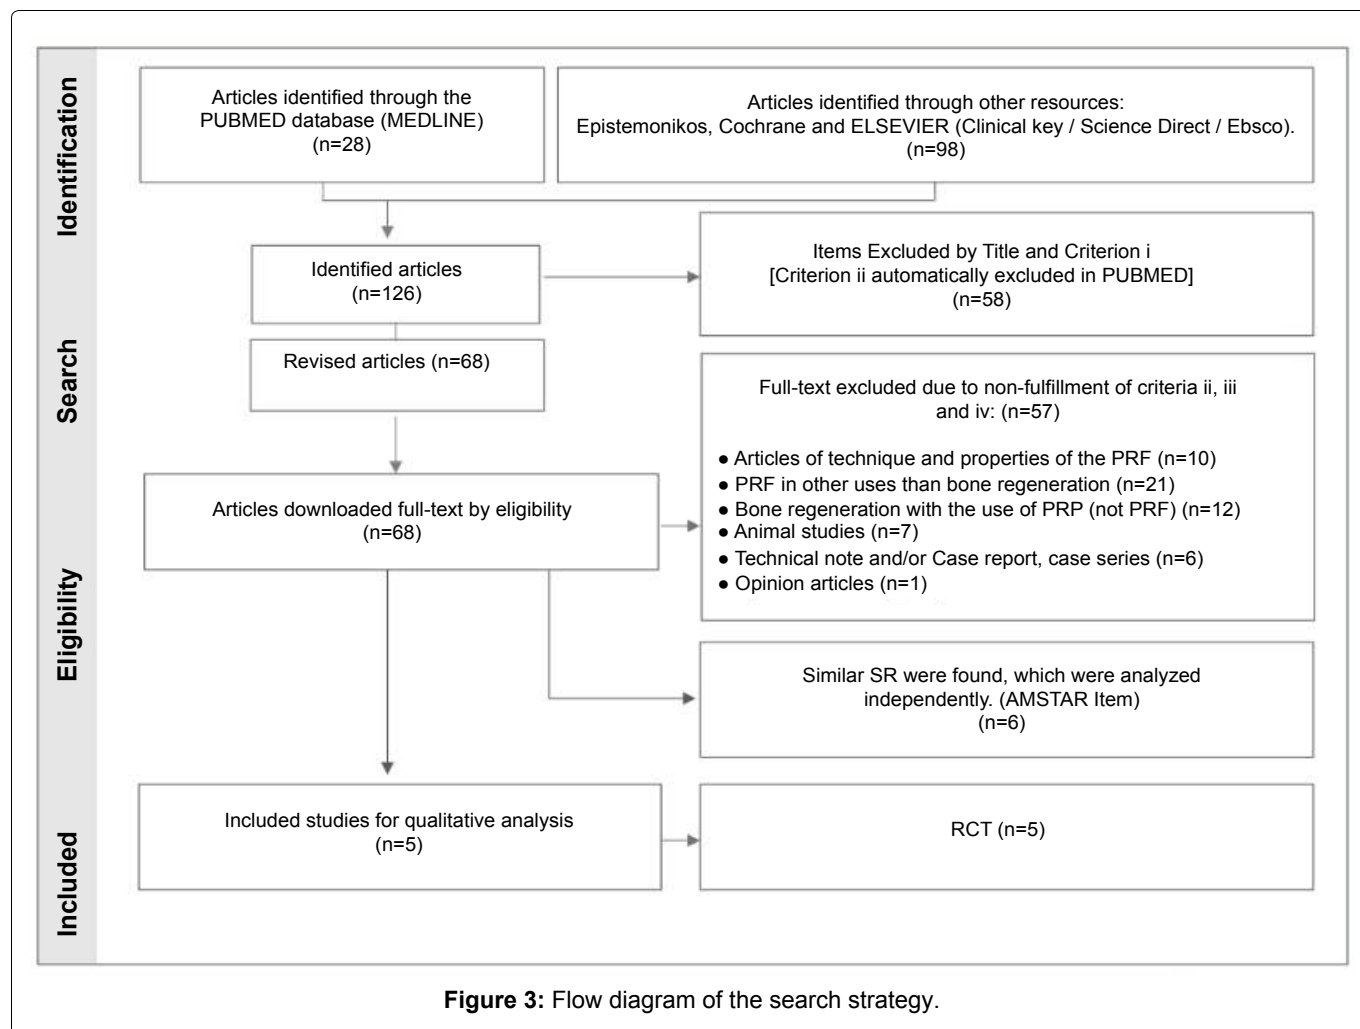 Identification
Articles identified through the
PUBMED database (MEDLINE)
(n=28)
Articles identified through other resources:
Epistemonikos, Cochrane and ELSEVIER (Clinical key / Science Direct / Ebsco).
(n=98)
Identified articles
(n=126)
Items Excluded by Title and Criterion i
[Criterion ii automatically excluded in PUBMED]
(n=58)
Search
Revised articles (n=68)
Full-text excluded due to non-fulfillment of criteria ii, iii
and iv: (n=57)
● Articles of technique and properties of the PRF (n=10)
● PRF in other uses than bone regeneration (n=21)
● Bone regeneration with the use of PRP (not PRF) (n=12)
● Animal studies (n=7)
● Technical note and/or Case report, case series (n=6)
● Opinion articles (n=1)
Eligibility
Articles downloaded full-text by eligibility
(n=68)
Similar SR were found, which were analyzed
independently. (AMSTAR Item)
(n=6)
Included
Included studies for qualitative analysis
(n=5)
RCT (n=5)
Figure 3: Flow diagram of the search strategy.